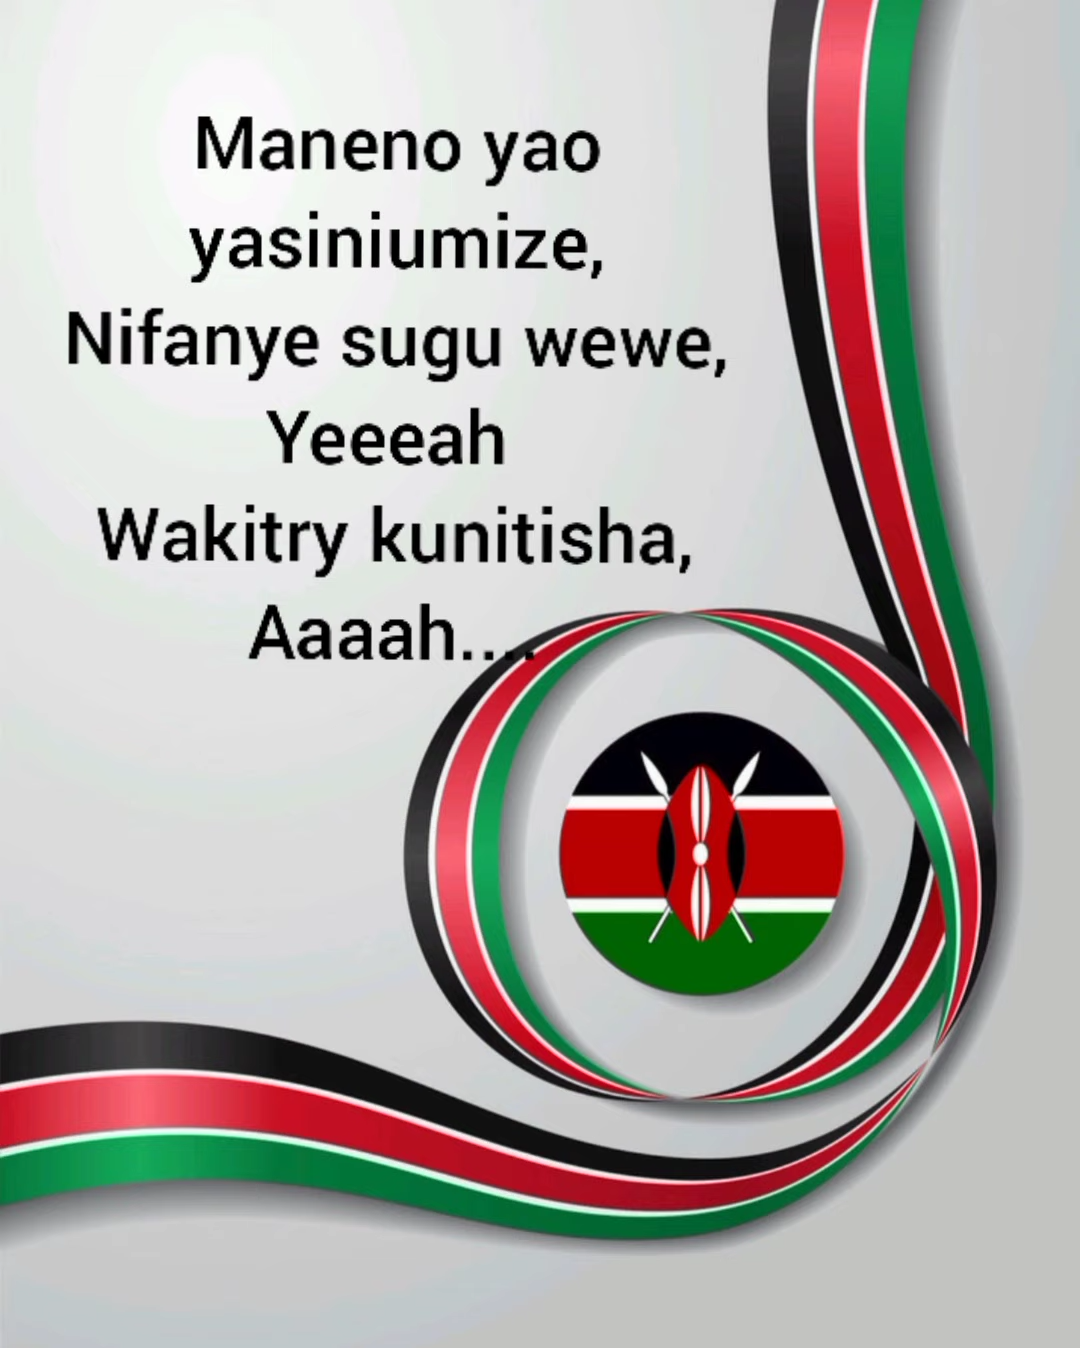 Maneno yao
yasiniumize,
Nifanye sugu wewe,
Yeeeah
Wakitry kunitisha,
Aaaah....